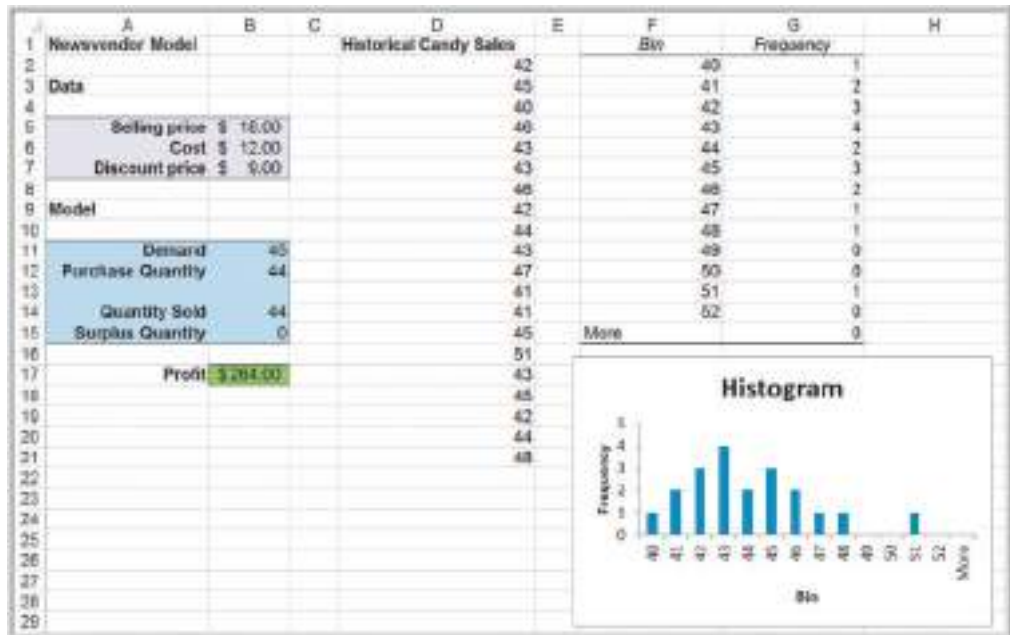 A B C D E F G H
1 Newsvendor Model Historical Candy Sales Bin Frequency
2 42 40 1
3 Data 45 41 2
4 40 42 3
5 Selling price $ 18.00 46 43 4
6 Cost $ 12.00 43 44 2
7 Discount price $ 9.00 43 45 3
8 46 46 2
9 Model 42 47 1
10 44 48 1
11 Demand 45 43 49 0
12 Purchase Quantity 44 47 50 0
13 41 51 1
14 Quantity Sold 44 41 52 0
15 Surplus Quantity 0 45 More 0
16 51
17 Profit $ 264.00 43
18 45
19 42
20 44
21 48
22
23
24
25
26
27
28
29
Histogram
Frequency
5
4
3
2
1
0
40 41 42 43 44 45 46 47 48 49 50 51 52 More
Bin